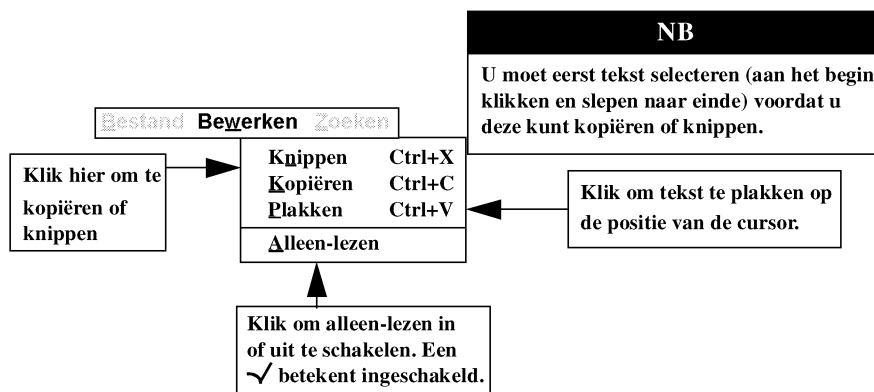 NB
U moet eerst tekst selecteren (aan het begin
klikken en slepen naar einde) voordat u
deze kunt kopiëren of knippen.
Bestand Bewerken Zoeken
Knippen Ctrl+X
Kopiëren Ctrl+C
Plakken Ctrl+V
Alleen-lezen
Klik hier om te
kopiëren of
knippen
Klik om tekst te plakken op
de positie van de cursor.
Klik om alleen-lezen in
of uit te schakelen. Een
✓ betekent ingeschakeld.